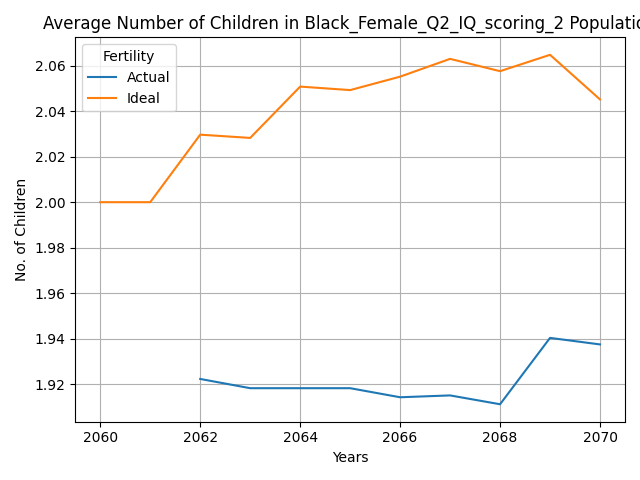 Average Number of Children in Black_Female_Q2_IQ_scoring_2 Populatio
Fertility
Actual
Ideal
2.06
2.04
2.02
2.00
1.98
1.96
1.94
1.92
No. of Children
2060 2062 2064 2066 2068 2070
Years